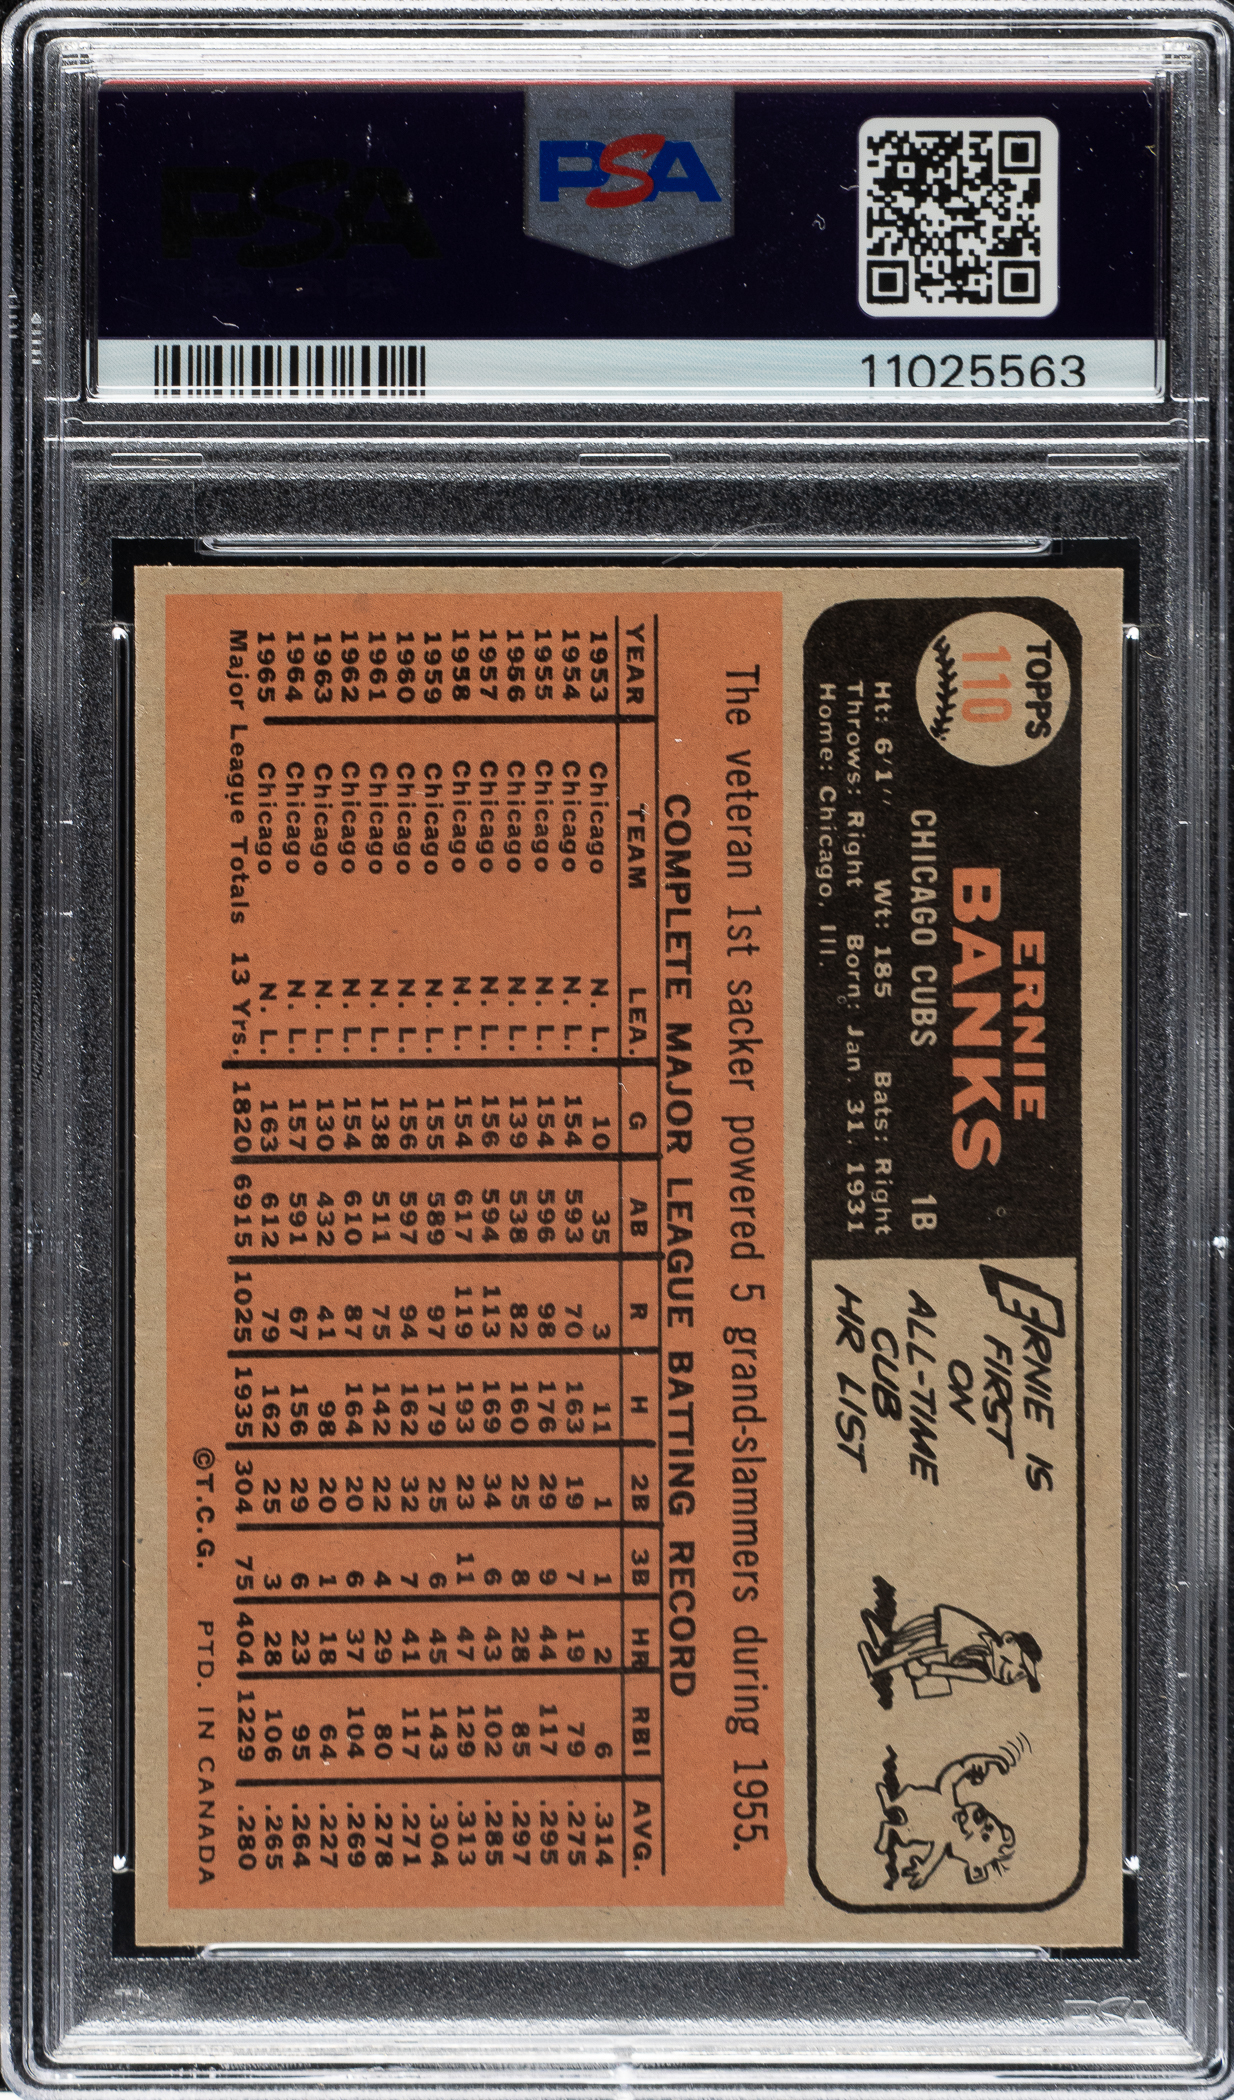 PSA
PSA
11025563
TOPPS
110
ERNIE
BANKS
CHICAGO CUBS 1B
Ht: 6'1'' Wt: 185 Bats: Right
Throws: Right Born: Jan. 31, 1931
Home: Chicago, Ill.
ERNIE IS
FIRST
ON
ALL-TIME
CUB
HR LIST
The veteran 1st sacker powered 5 grand-slammers during 1955.
COMPLETE MAJOR LEAGUE BATTING RECORD
YEAR TEAM LEA. G AB R H 2B 3B HR RBI AVG.
1953 Chicago N. L. 10 35 3 11 1 1 2 6 .314
1954 Chicago N. L. 154 593 70 163 19 7 19 79 .275
1955 Chicago N. L. 154 596 98 176 29 9 44 117 .295
1956 Chicago N. L. 139 538 82 160 25 8 28 85 .297
1957 Chicago N. L. 156 594 113 169 34 6 43 102 .285
1958 Chicago N. L. 154 617 119 193 23 11 47 129 .313
1959 Chicago N. L. 155 589 97 179 25 6 45 143 .304
1960 Chicago N. L. 156 597 94 162 32 7 41 117 .271
1961 Chicago N. L. 138 511 75 142 22 4 29 80 .278
1962 Chicago N. L. 154 610 87 164 20 6 37 104 .269
1963 Chicago N. L. 130 432 41 98 20 1 18 64 .227
1964 Chicago N. L. 157 591 67 156 29 6 23 95 .264
1965 Chicago N. L. 163 612 79 162 25 3 28 106 .265
Major League Totals 13 Yrs. 1820 6915 1025 1935 304 75 404 1229 .280
©T.C.G. PTD. IN CANADA
PSA